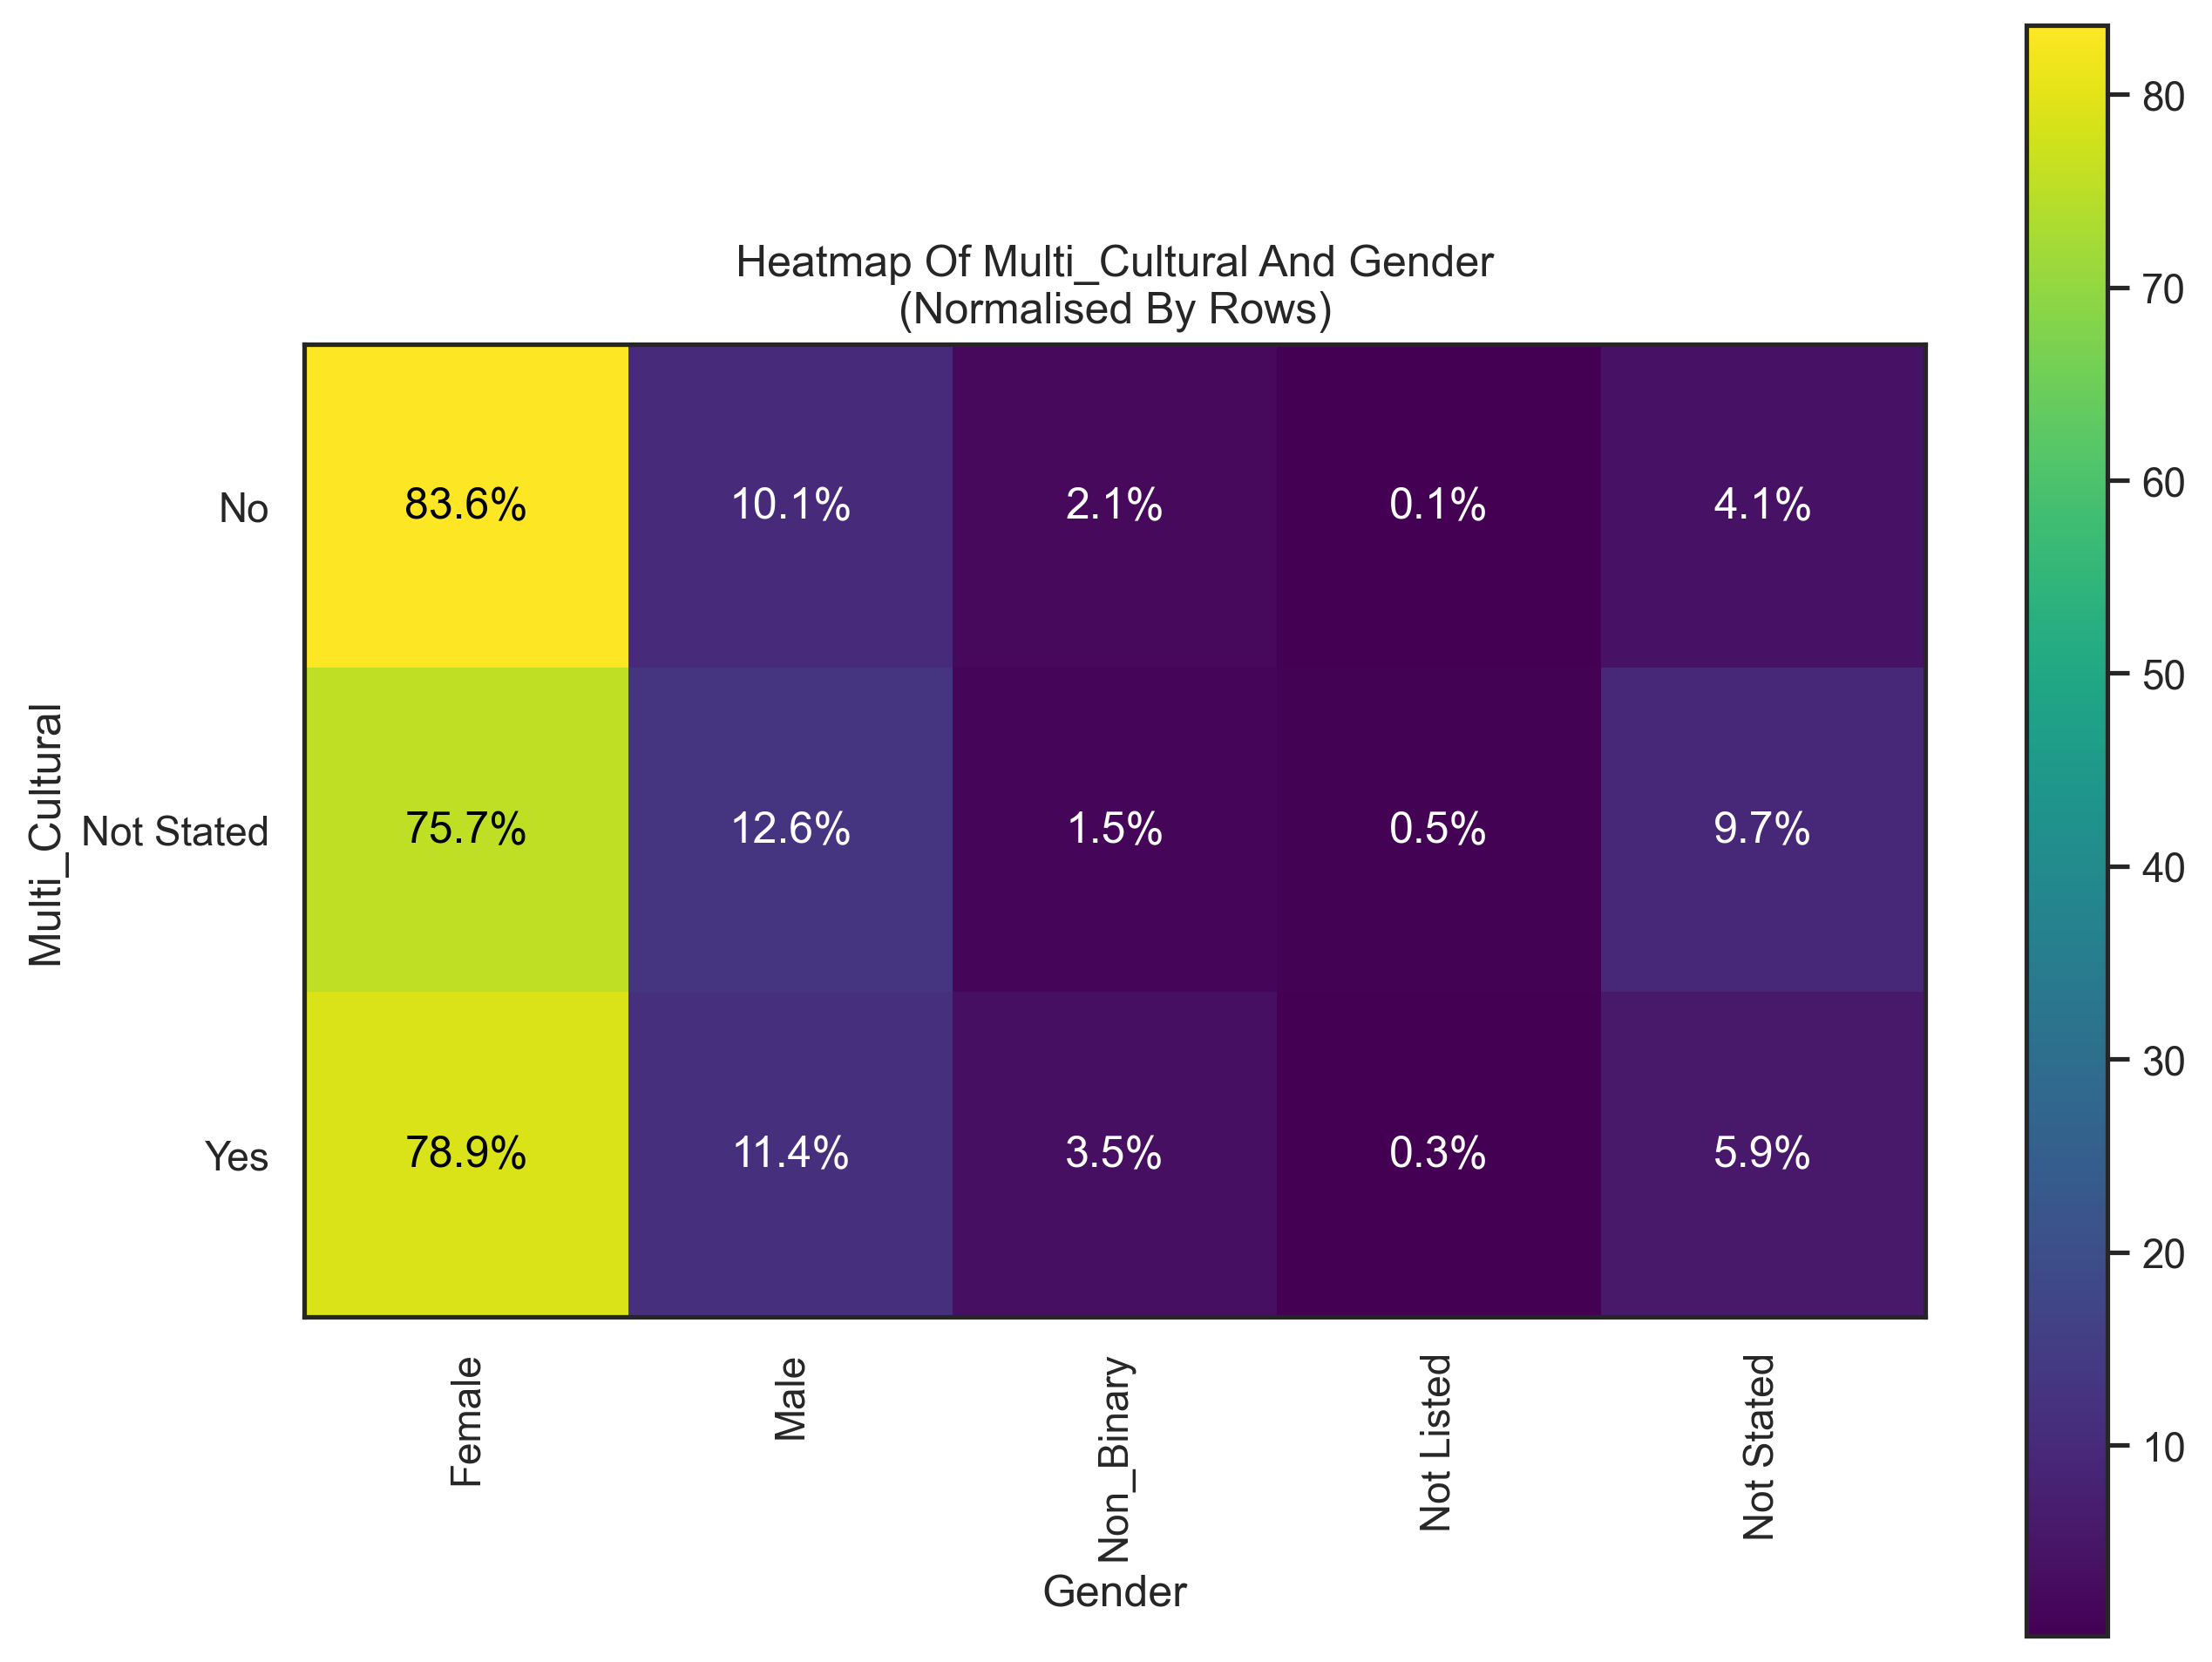 Heatmap Of Multi_Cultural And Gender
(Normalised By Rows)
Multi_Cultural
No
83.6%
10.1%
2.1%
0.1%
4.1%
Not Stated
75.7%
12.6%
1.5%
0.5%
9.7%
Yes
78.9%
11.4%
3.5%
0.3%
5.9%
Female
Male
Non_Binary
Not Listed
Not Stated
Gender
80
70
60
50
40
30
20
10